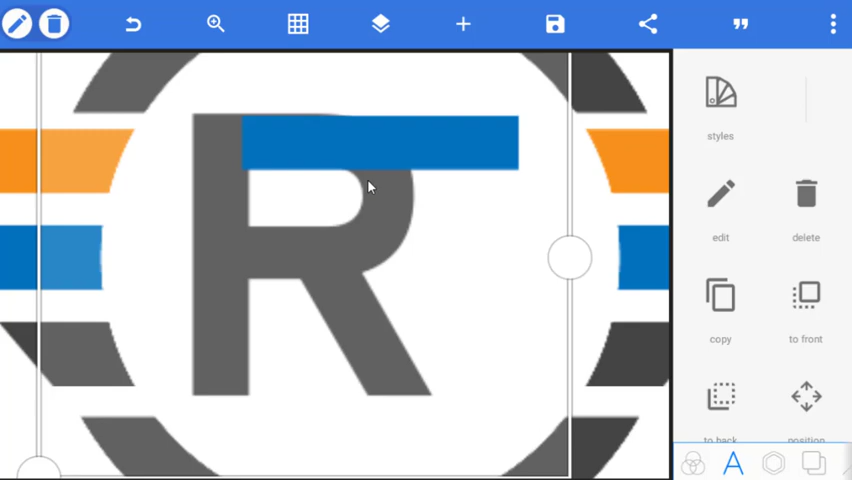 R
styles
edit
delete
copy
to front
to back
position